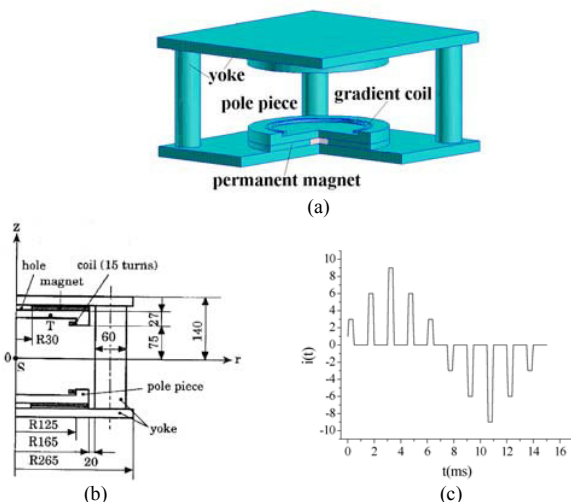 yoke
pole piece
gradient coil
permanent magnet
(a)
z
hole
coil (15 turns)
magnet
T
R30
27
75
60
140
0
S
r
pole piece
yoke
R125
R165
R265
20
(b)
10
8
6
4
2
0
-2
-4
-6
-8
-10
i(t)
0 2 4 6 8 10 12 14 16
t(ms)
(c)